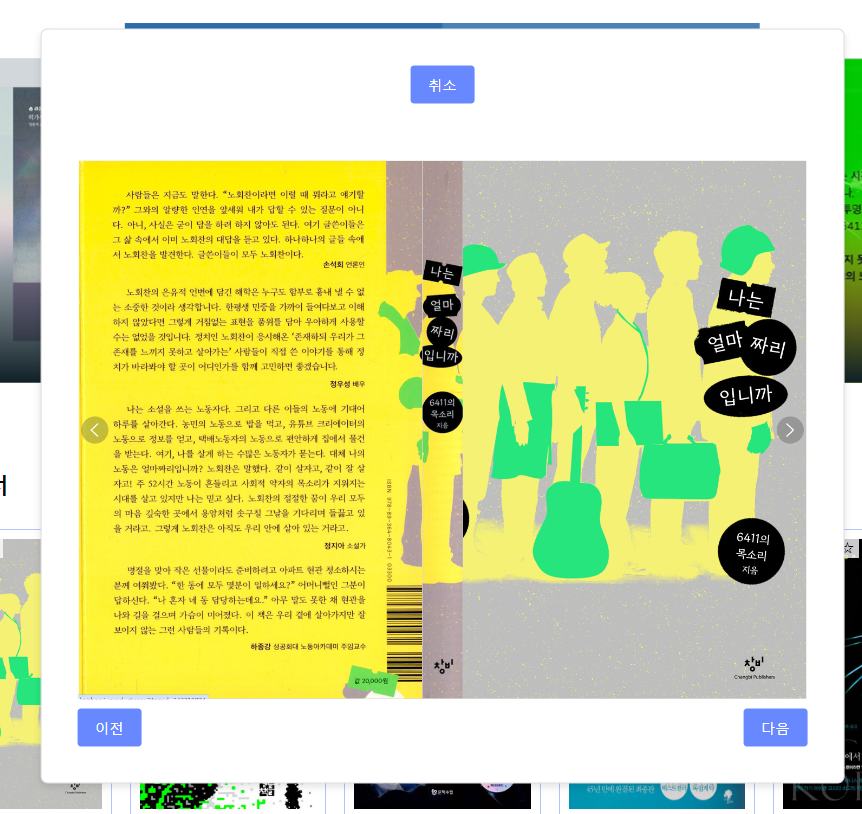 취소
사람들은 지금도 말한다. “노회찬이라면 이럴 때 뭐라고 얘기할
까?” 그와의 알량한 인연을 앞세워 내가 답할 수 있는 질문이 아니
다. 아니, 사실은 굳이 답을 하려 하지 않아도 된다. 여기 글쓴이들은
그 삶 속에서 이미 노회찬의 대답을 듣고 있다. 하나하나의 글들 속에
서 노회찬을 발견한다. 글쓴이들이 모두 노회찬이다.
손석희 언론인
노회찬의 은유적 언변에 담긴 해학은 누구도 함부로 흉내 낼 수 없
는 소중한 것이라 생각합니다. 한평생 민중을 가까이 들여다보고 이해
하지 않았다면 그렇게 거침없는 표현을 품위를 담아 우아하게 사용할
수는 없었을 것입니다. 정치인 노회찬이 응시해온 ‘존재하되 우리가 그
존재를 느끼지 못하고 살아가는’ 사람들이 직접 쓴 이야기를 통해 정
치가 바라봐야 할 곳이 어디인가를 함께 고민하면 좋겠습니다.
정우성 배우
나는 소설을 쓰는 노동자다. 그리고 다른 이들의 노동에 기대어
하루를 살아간다. 농민의 노동으로 밥을 먹고, 유튜브 크리에이터의
노동으로 정보를 얻고, 택배노동자의 노동으로 편안하게 집에서 물건
을 받는다. 여기, 나를 살게 하는 수많은 노동자가 묻는다. 대체 나의
노동은 얼마짜리입니까? 노회찬은 말했다. 같이 살자고, 같이 잘 살
자고! 주 52시간 노동이 흔들리고 사회적 약자의 목소리가 지워지는
시대를 살고 있지만 나는 믿고 싶다. 노회찬의 절절한 꿈이 우리 모두
의 마음 깊숙한 곳에서 용암처럼 솟구칠 그날을 기다리며 들끓고 있
을 거라고. 그렇게 노회찬은 아직도 우리 안에 살아 있는 거라고.
정지아 소설가
명절을 맞아 작은 선물이라도 준비하려고 아파트 현관 청소하시는
분께 여쭤봤다. “한 동에 모두 몇분이 일하세요?” 어머니뻘인 그분이
답하신다. “나 혼자 네 동 담당하는데요.” 아무 말도 못한 채 현관을
나와 길을 걸으며 가슴이 미어졌다. 이 책은 우리 곁에 살아가지만 잘
보이지 않는 그런 사람들의 기록이다.
하종강 성공회대 노동아카데미 주임교수
ISBN 978-89-364-8043-1 03300
값 20,000원
나는
얼마
짜리
입니까
6411의
목소리
지음
창비
나는
얼마 짜리
입니까
6411의
목소리
지음
창비
Changbi Publishers
이전
다음